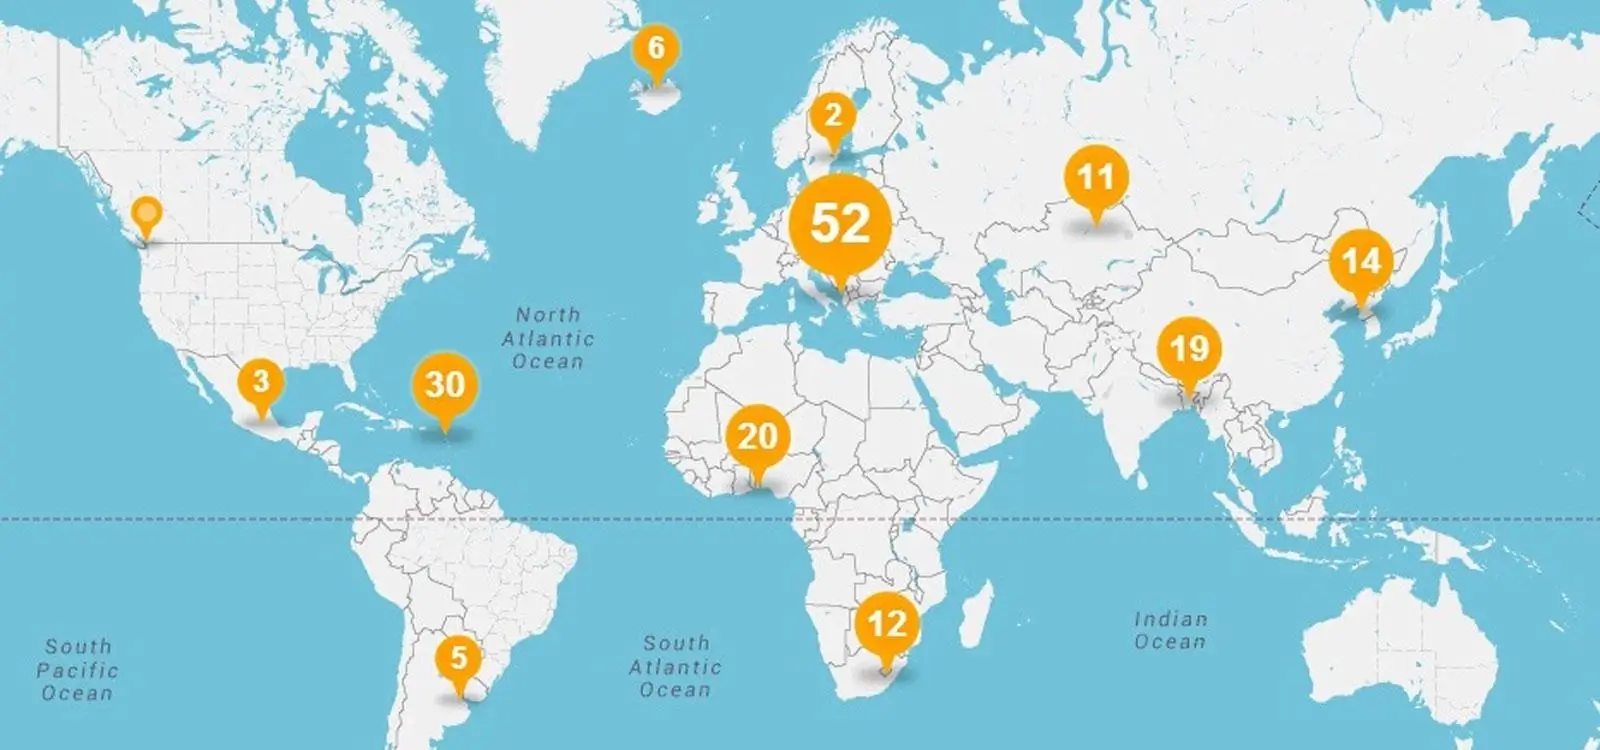 6
2
11
52
14
North
Atlantic
Ocean
19
3
30
20
12
Indian
Ocean
South
Pacific
Ocean
South
Atlantic
Ocean
5